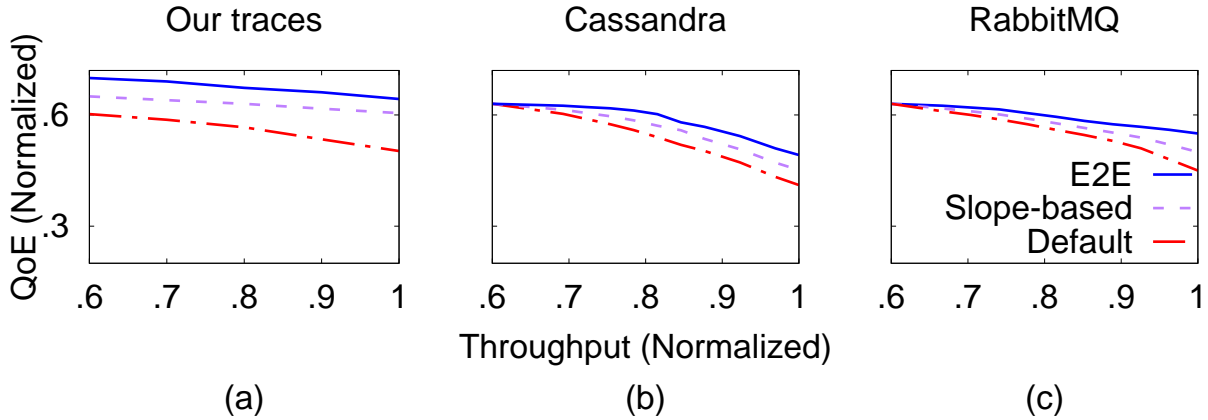 Our traces
Cassandra
RabbitMQ
QoE (Normalized)
.6
.3
.6 .7 .8 .9 1
.6 .7 .8 .9 1
.6 .7 .8 .9 1
E2E
Slope-based
Default
Throughput (Normalized)
(a)
(b)
(c)